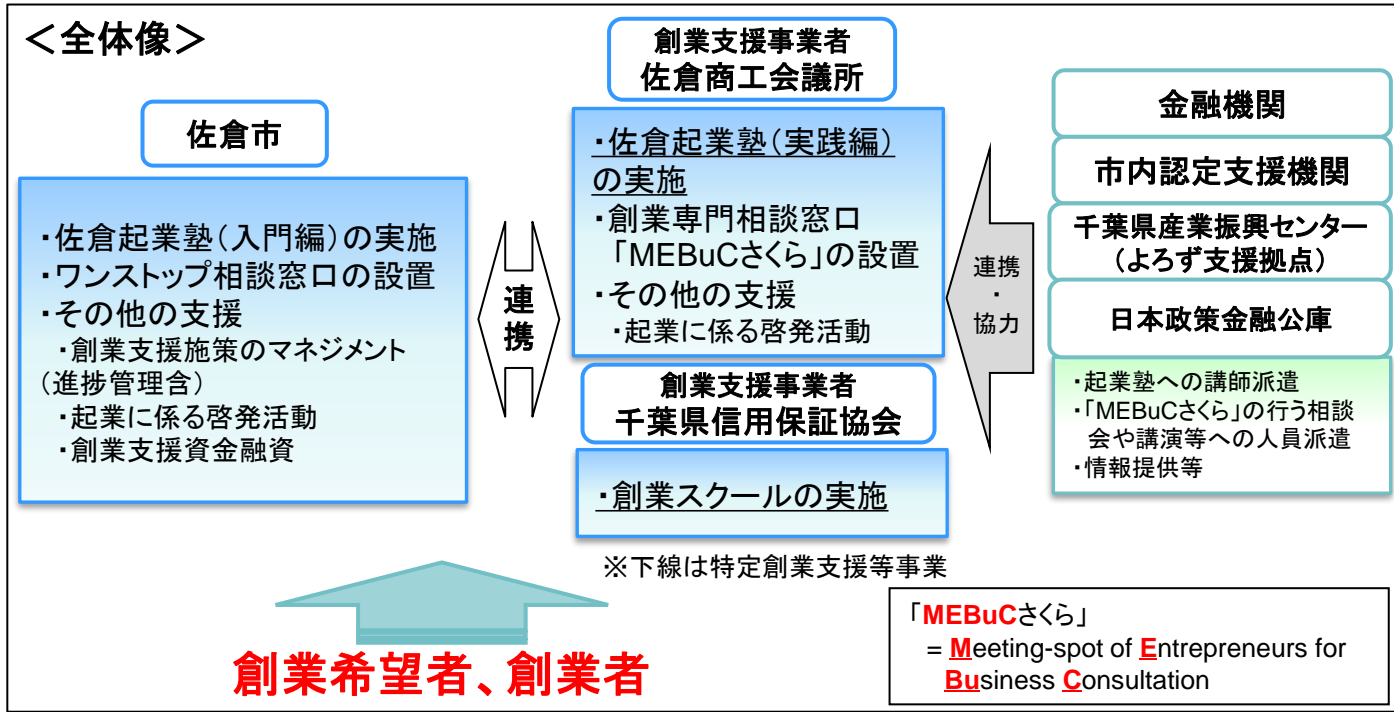 ＜全体像＞
佐倉市
・佐倉起業塾（入門編）の実施
・ワンストップ相談窓口の設置
・その他の支援
・創業支援施策のマネジメント
（進捗管理含）
・起業に係る啓発活動
・創業支援資金融資
連携
創業支援事業者
佐倉商工会議所
・佐倉起業塾（実践編）
の実施
・創業専門相談窓口
「MEBuCさくら」の設置
・その他の支援
・起業に係る啓発活動
創業支援事業者
千葉県信用保証協会
・創業スクールの実施
※下線は特定創業支援等事業
連携
・
協力
金融機関
市内認定支援機関
千葉県産業振興センター
（よろず支援拠点）
日本政策金融公庫
・起業塾への講師派遣
・「MEBuCさくら」の行う相談
会や講演等への人員派遣
・情報提供等
創業希望者、創業者
「MEBuCさくら」
= Meeting-spot of Entrepreneurs for
Business Consultation